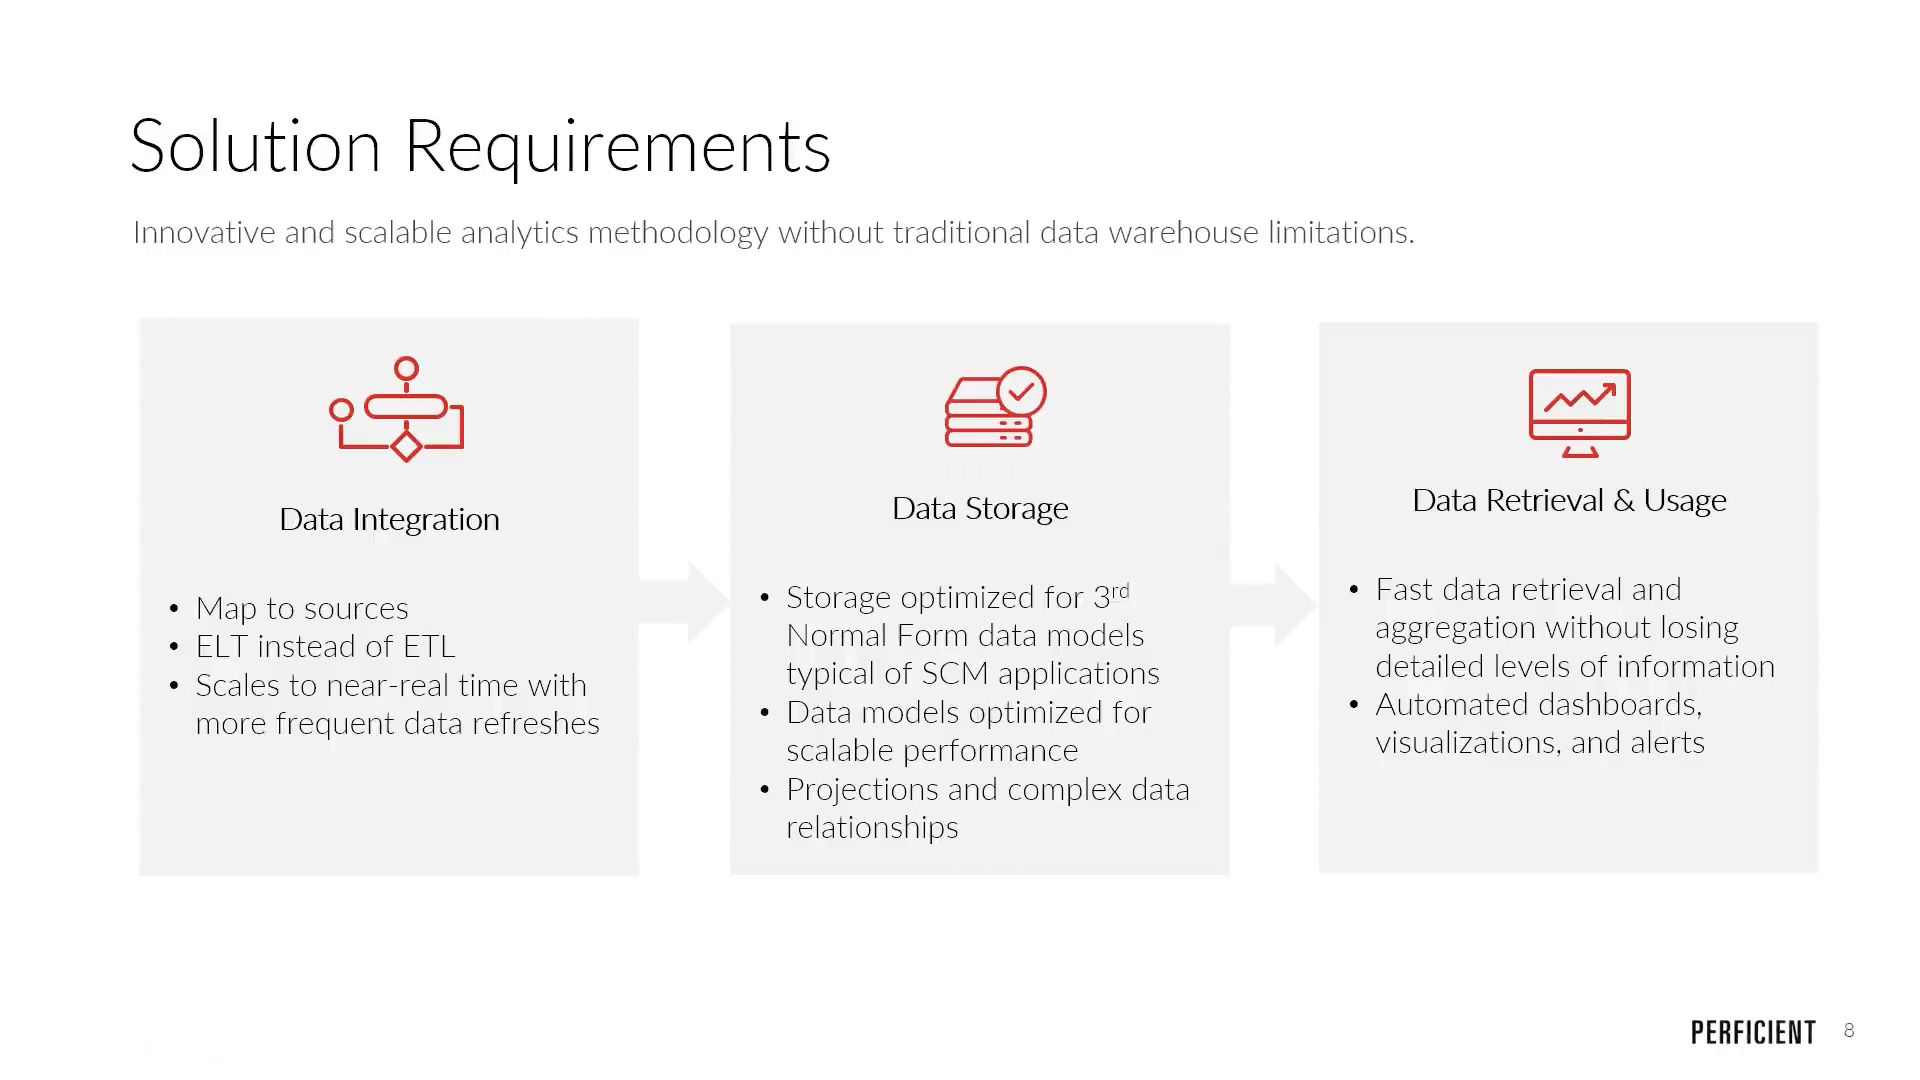 Solution Requirements
Innovative and scalable analytics methodology without traditional data warehouse limitations.
Data Integration
• Map to sources
• ELT instead of ETL
• Scales to near-real time with
more frequent data refreshes
Data Storage
• Storage optimized for 3rd
Normal Form data models
typical of SCM applications
• Data models optimized for
scalable performance
• Projections and complex data
relationships
Data Retrieval & Usage
• Fast data retrieval and
aggregation without losing
detailed levels of information
• Automated dashboards,
visualizations, and alerts
PERFICIENT 8